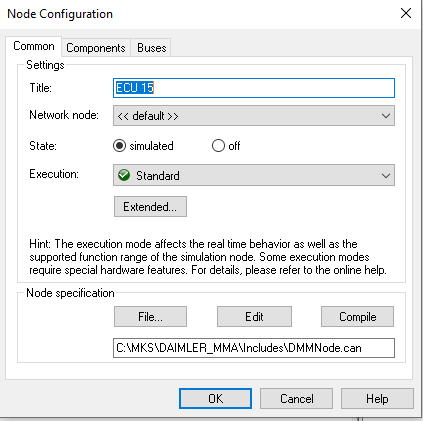 Node Configuration
Common
Components
Buses
Settings
Title:
ECU 15
Network node:
<< default >>
State:
simulated
off
Execution:
Standard
Extended...
Hint: The execution mode affects the real time behavior as well as the
supported function range of the simulation node. Some execution modes
require special hardware features. For details, please refer to the online help.
Node specification
File...
Edit
Compile
C:\MKS\DAIMLER_MMA\Includes\DMMNode.can
OK
Cancel
Help